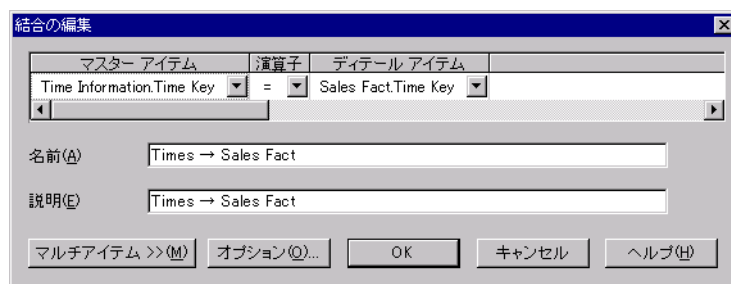 結合の編集
マスター アイテム 演算子 ディテール アイテム
Time Information.Time Key = Sales Fact.Time Key
名前(A) Times → Sales Fact
説明(E) Times → Sales Fact
マルチアイテム >>(M) オプション(O)... OK キャンセル ヘルプ(H)